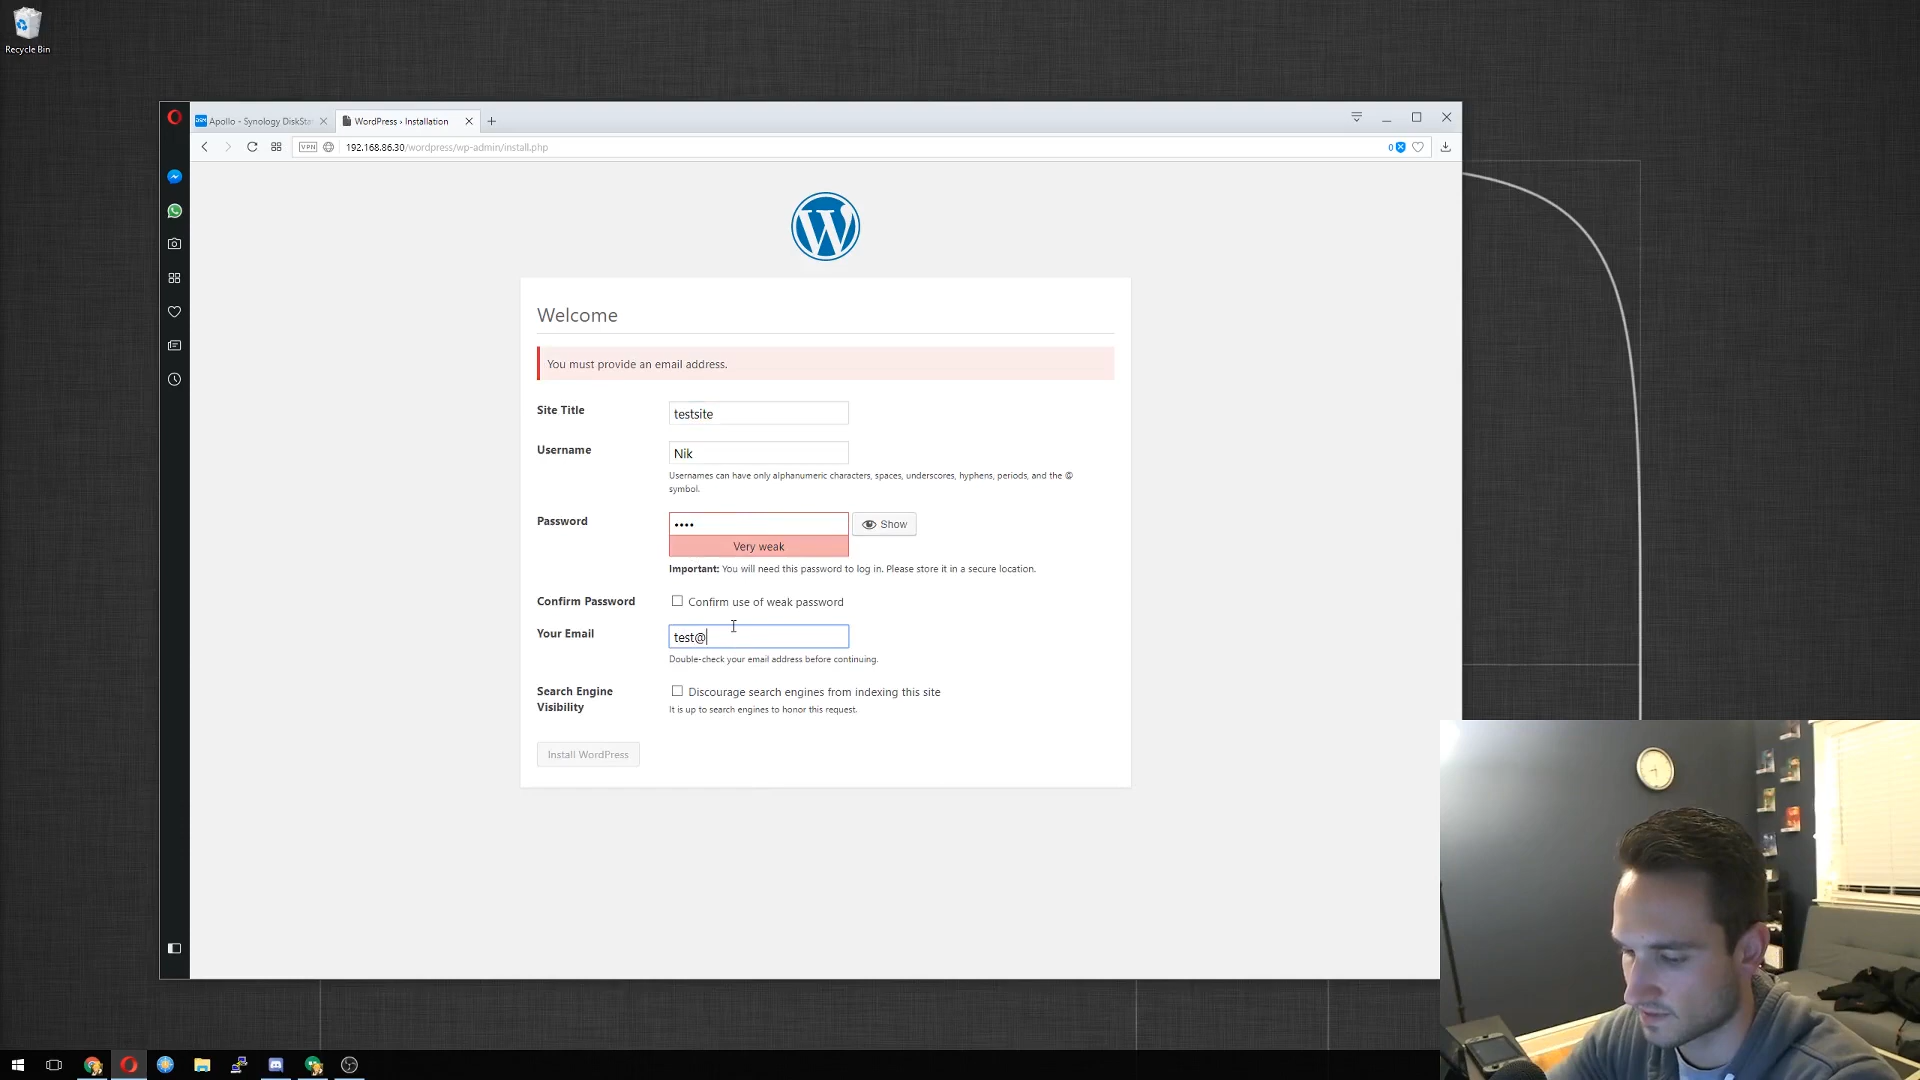 Recycle Bin
DSM Apollo - Synology DiskSta
WordPress › Installation
VPN
192.168.86.30/wordpress/wp-admin/install.php
0
Welcome
You must provide an email address.
Site Title
testsite
Username
Nik
Usernames can have only alphanumeric characters, spaces, underscores, hyphens, periods, and the @
symbol.
Password
••••
Show
Very weak
Important: You will need this password to log in. Please store it in a secure location.
Confirm Password
Confirm use of weak password
Your Email
test@
Double-check your email address before continuing.
Search Engine
Visibility
Discourage search engines from indexing this site
It is up to search engines to honor this request.
Install WordPress